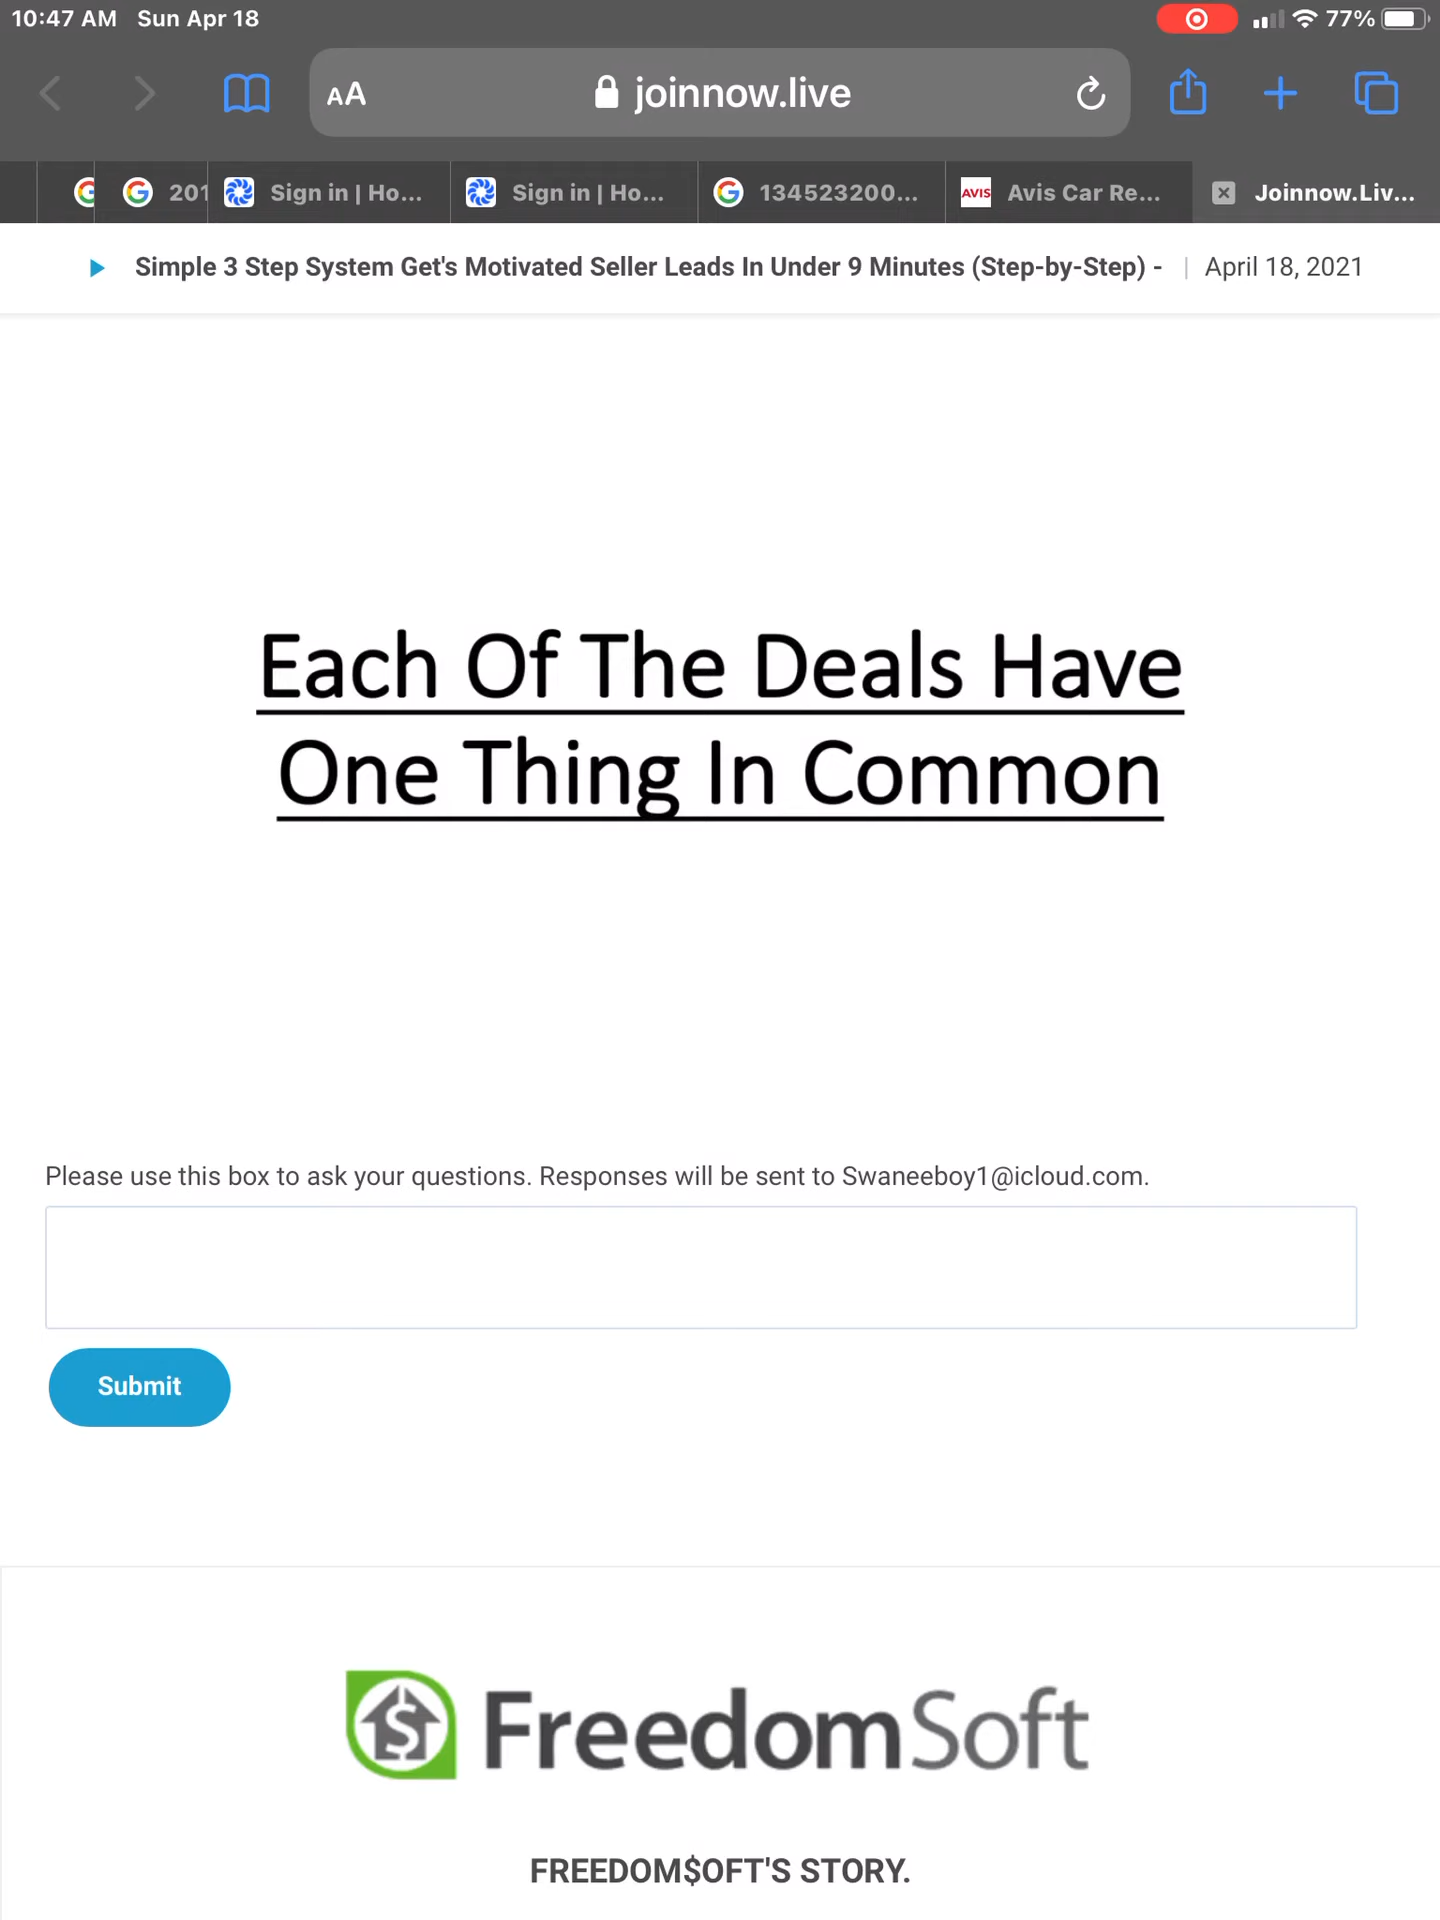 10:47 AM Sun Apr 18 77%
AA joinnow.live
201 Sign in | Ho... Sign in | Ho... 134523200... AVIS Avis Car Re... Joinnow.Liv...
Simple 3 Step System Get's Motivated Seller Leads In Under 9 Minutes (Step-by-Step) - | April 18, 2021
Each Of The Deals Have
One Thing In Common
Please use this box to ask your questions. Responses will be sent to Swaneeboy1@icloud.com.
Submit
FreedomSoft
FREEDOM$OFT'S STORY.